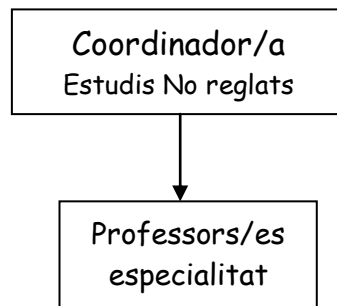 Coordinador/a
Estudis No reglats
Professors/es
especialitat